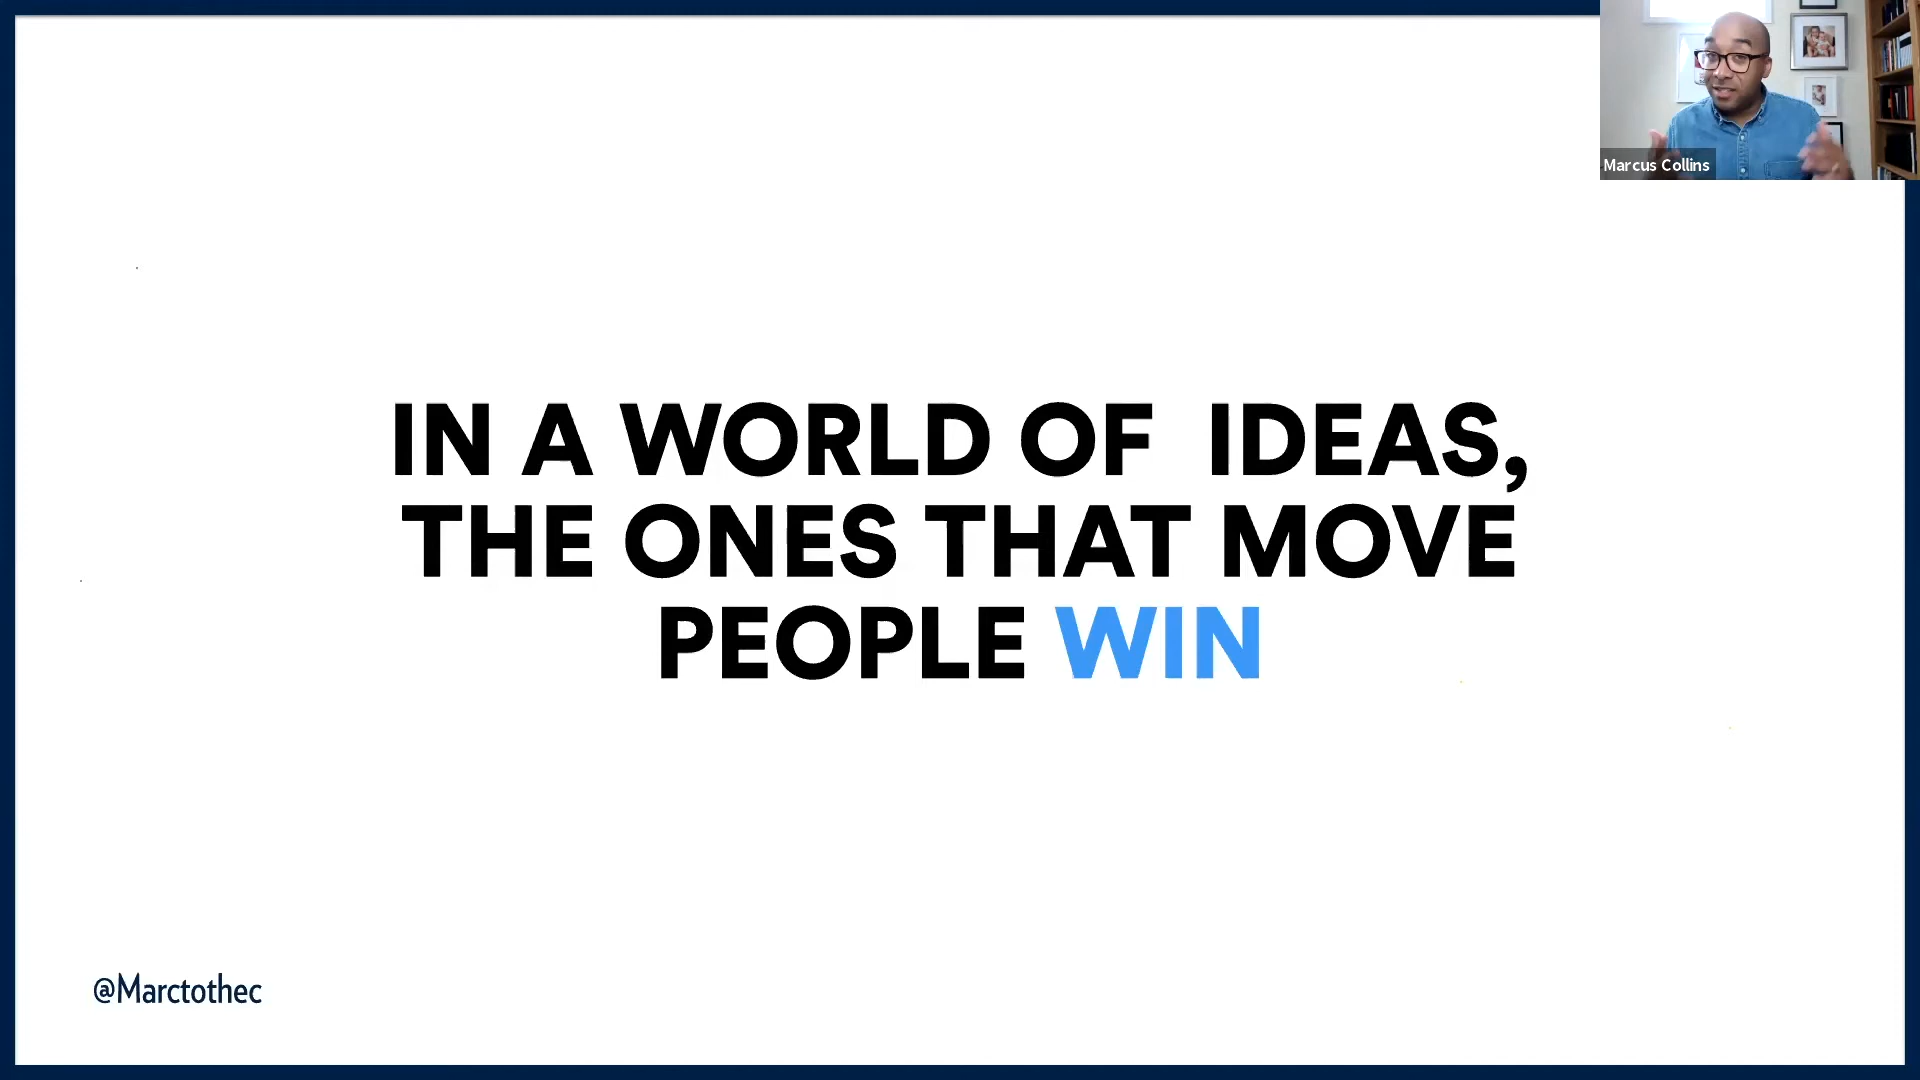 Marcus Collins
IN A WORLD OF  IDEAS,
THE ONES THAT MOVE
PEOPLE WIN
@Marctothec